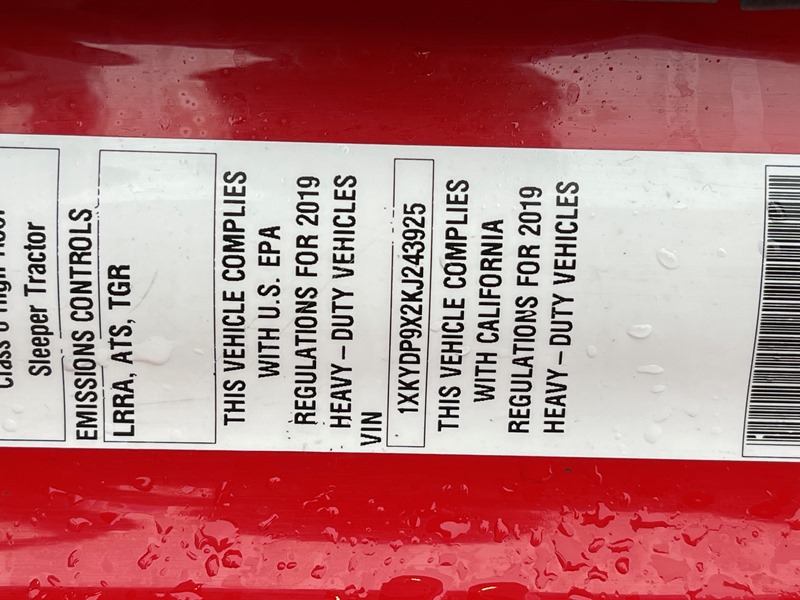 Sleeper Tractor
EMISSIONS CONTROLS
LRRA, ATS, TGR
THIS VEHICLE COMPLIES
WITH U.S. EPA
REGULATIONS FOR 2019
HEAVY-DUTY VEHICLES
VIN
1XKYDP9X2KJ243925
THIS VEHICLE COMPLIES
WITH CALIFORNIA
REGULATIONS FOR 2019
HEAVY-DUTY VEHICLES